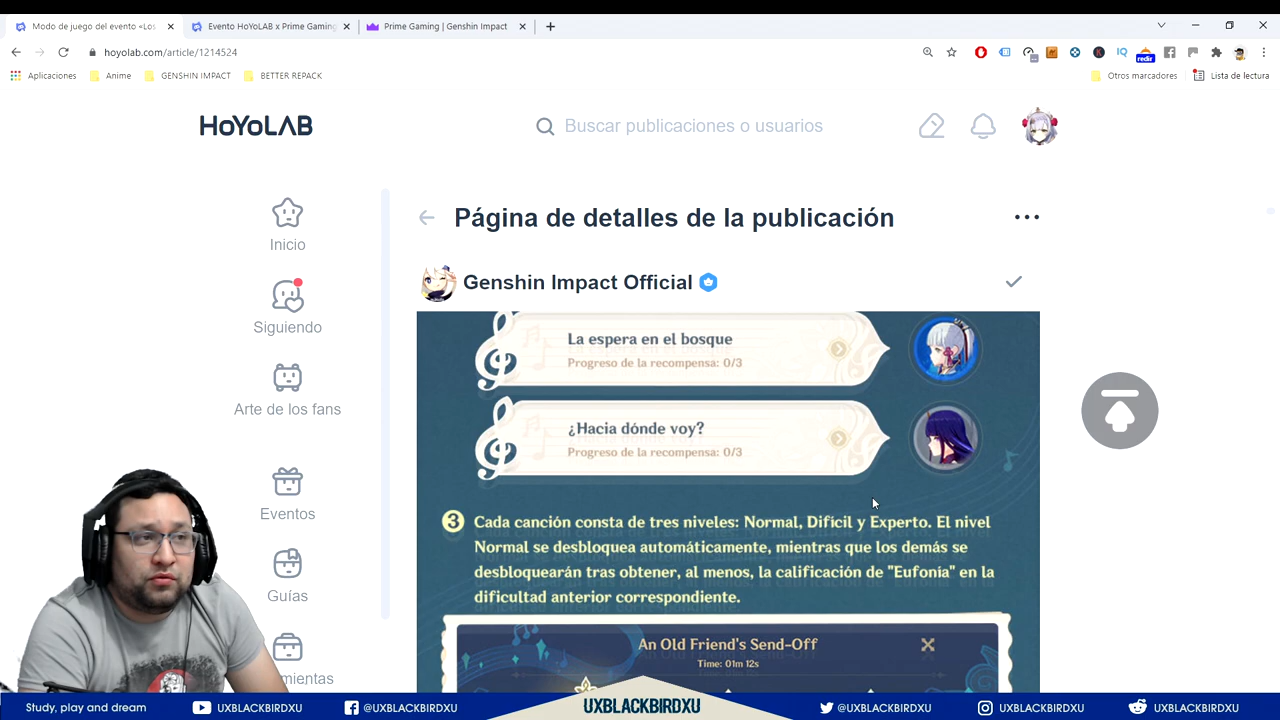 Modo de juego del evento «Los
Evento HoYoLAB x Prime Gaming
Prime Gaming | Genshin Impact
hoyolab.com/article/1214524
Aplicaciones
Anime
GENSHIN IMPACT
BETTER REPACK
Otros marcadores
Lista de lectura
HoYoLAB
Buscar publicaciones o usuarios
Inicio
Siguiendo
Arte de los fans
Eventos
Guías
mientas
Página de detalles de la publicación
Genshin Impact Official
La espera en el bosque
Progreso de la recompensa: 0/3
¿Hacia dónde voy?
Progreso de la recompensa: 0/3
3 Cada canción consta de tres niveles: Normal, Difícil y Experto. El nivel
Normal se desbloquea automáticamente, mientras que los demás se
desbloquearán tras obtener, al menos, la calificación de "Eufonía" en la
dificultad anterior correspondiente.
An Old Friend's Send-Off
Time: 01m 12s
Study, play and dream
UXBLACKBIRDXU
@UXBLACKBIRDXU
UXBLACKBIRDXU
@UXBLACKBIRDXU
UXBLACKBIRDXU
UXBLACKBIRDXU